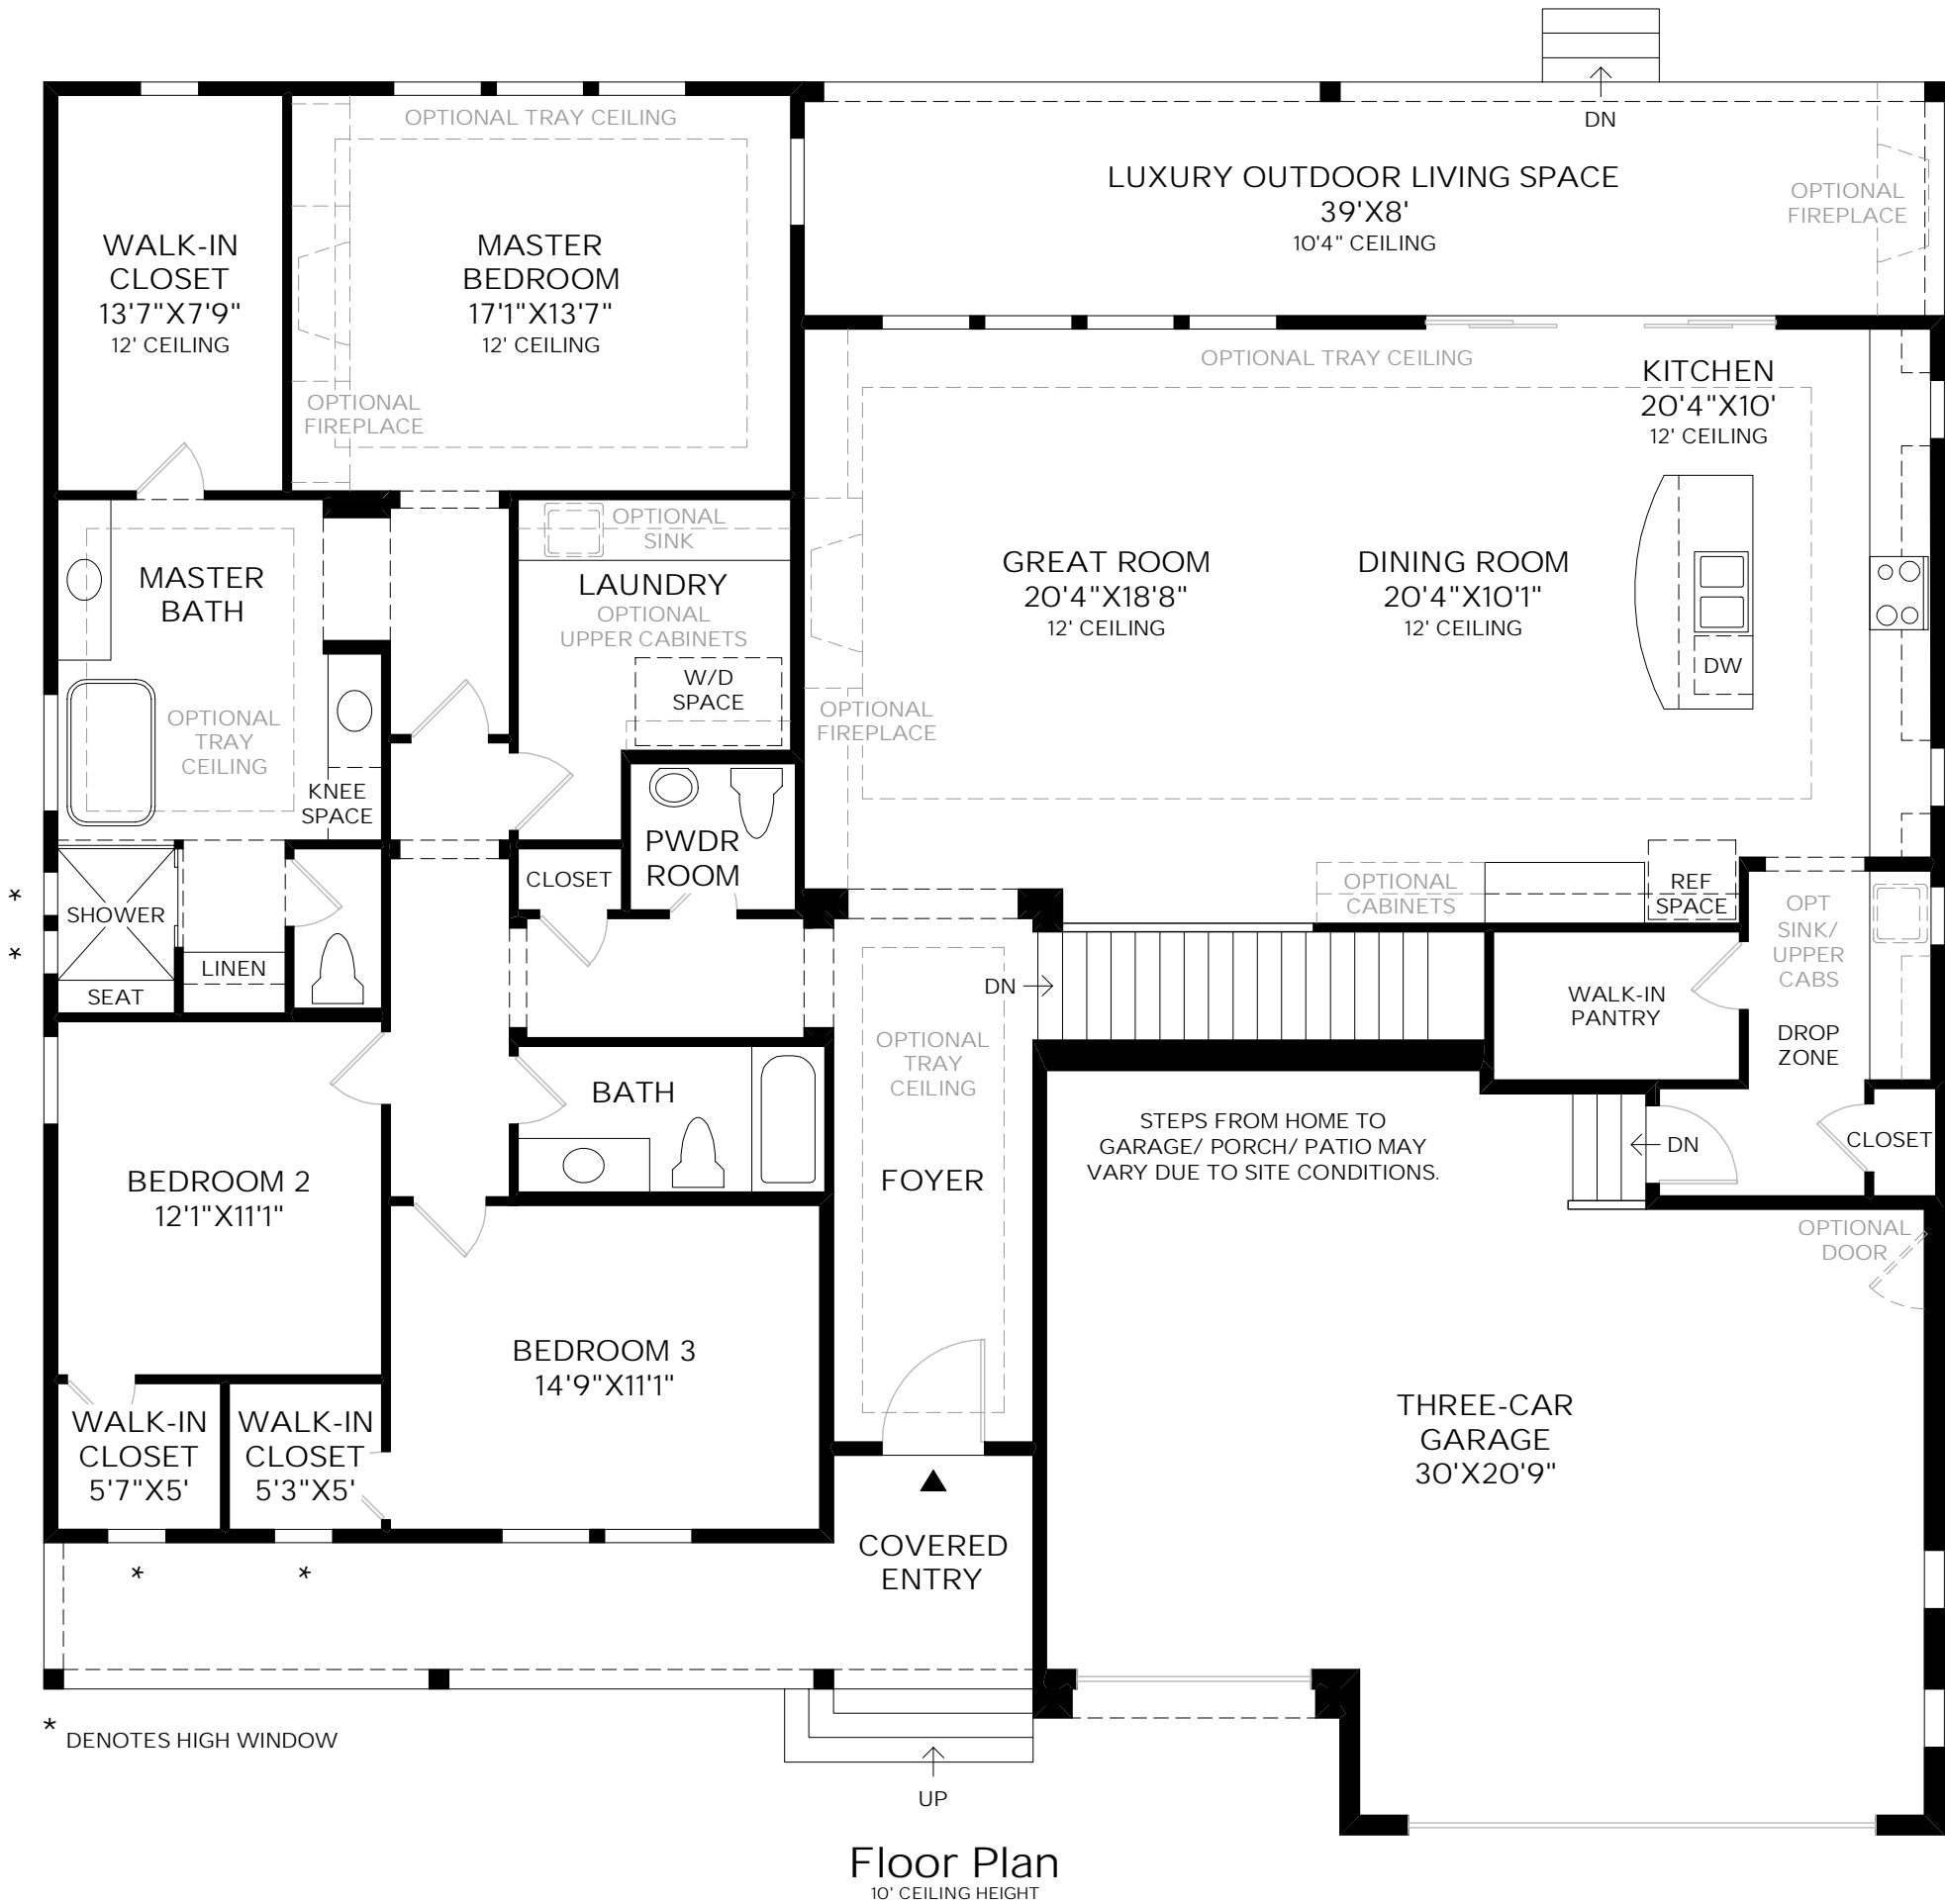 OPTIONAL TRAY CEILING
DN
LUXURY OUTDOOR LIVING SPACE
39'X8'
10'4" CEILING
OPTIONAL
FIREPLACE
WALK-IN
CLOSET
13'7"X7'9"
12' CEILING
MASTER
BEDROOM
17'1"X13'7"
12' CEILING
OPTIONAL
FIREPLACE
OPTIONAL TRAY CEILING
KITCHEN
20'4"X10'
12' CEILING
OPTIONAL
SINK
LAUNDRY
OPTIONAL
UPPER CABINETS
W/D
SPACE
MASTER
BATH
OPTIONAL
TRAY
CEILING
KNEE
SPACE
GREAT ROOM
20'4"X18'8"
12' CEILING
DINING ROOM
20'4"X10'1"
12' CEILING
DW
OPTIONAL
FIREPLACE
PWDR
ROOM
CLOSET
OPTIONAL
CABINETS
REF
SPACE
OPT
SINK/
UPPER
CABS
*
*
SHOWER
SEAT
LINEN
DN
WALK-IN
PANTRY
DROP
ZONE
OPTIONAL
TRAY
CEILING
BATH
STEPS FROM HOME TO
GARAGE/ PORCH/ PATIO MAY
VARY DUE TO SITE CONDITIONS.
DN
CLOSET
BEDROOM 2
12'1"X11'1"
FOYER
OPTIONAL
DOOR
BEDROOM 3
14'9"X11'1"
WALK-IN
CLOSET
5'7"X5'
WALK-IN
CLOSET
5'3"X5'
THREE-CAR
GARAGE
30'X20'9"
COVERED
ENTRY
*
*
* DENOTES HIGH WINDOW
UP
Floor Plan
10' CEILING HEIGHT